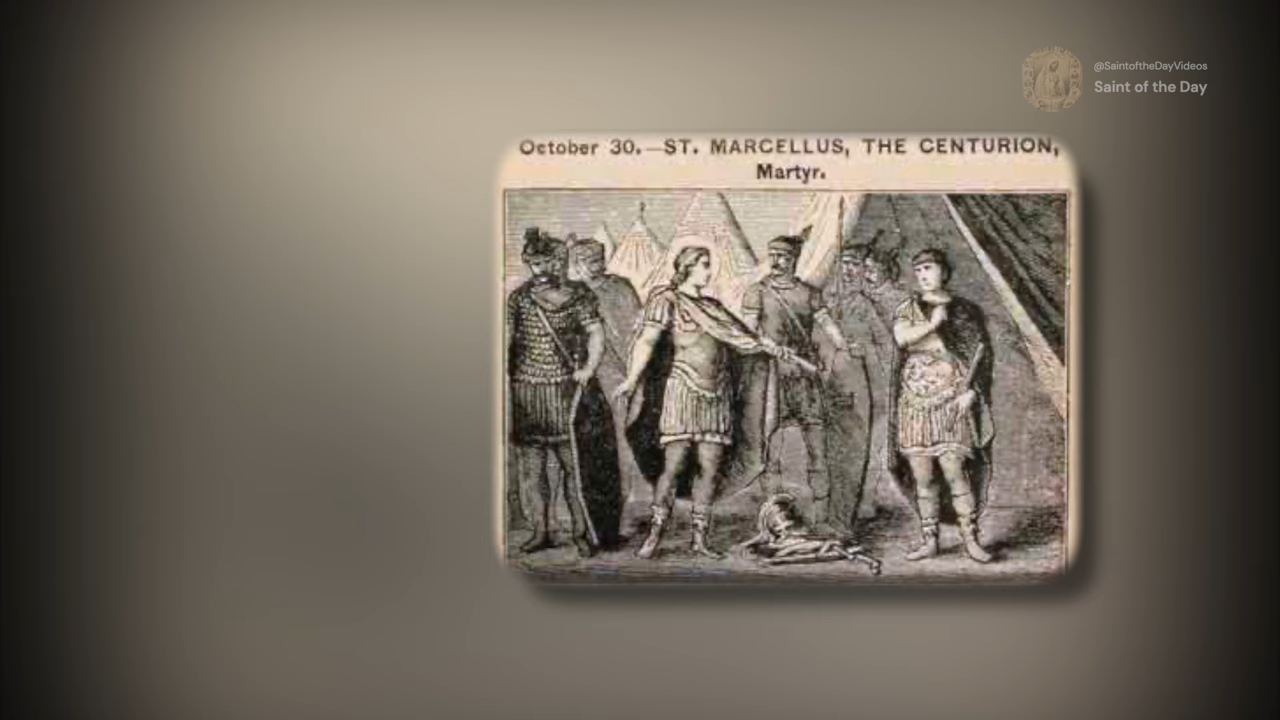 @SaintoftheDayVideos
Saint of the Day
October 30.—ST. MARCELLUS, THE CENTURION,
Martyr.